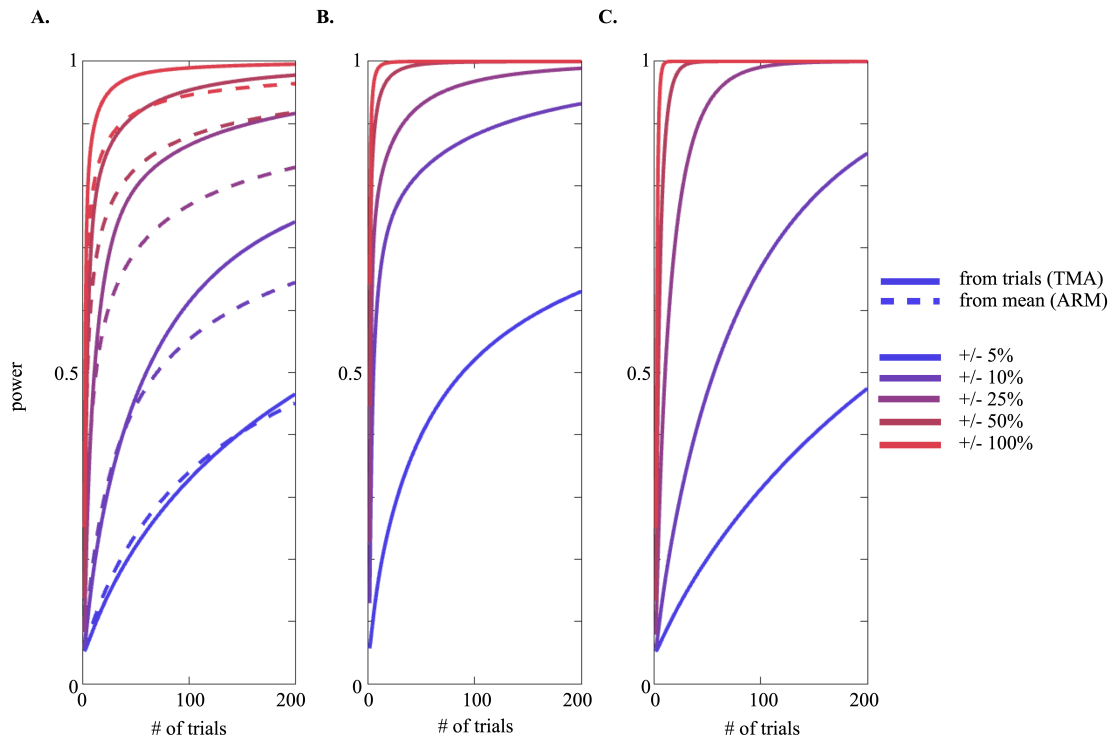 A.
B.
C.
1
1
1
0.5
0.5
0.5
0
0
0
power
0 100 200
0 100 200
0 100 200
# of trials
# of trials
# of trials
from trials (TMA)
from mean (ARM)
+/- 5%
+/- 10%
+/- 25%
+/- 50%
+/- 100%